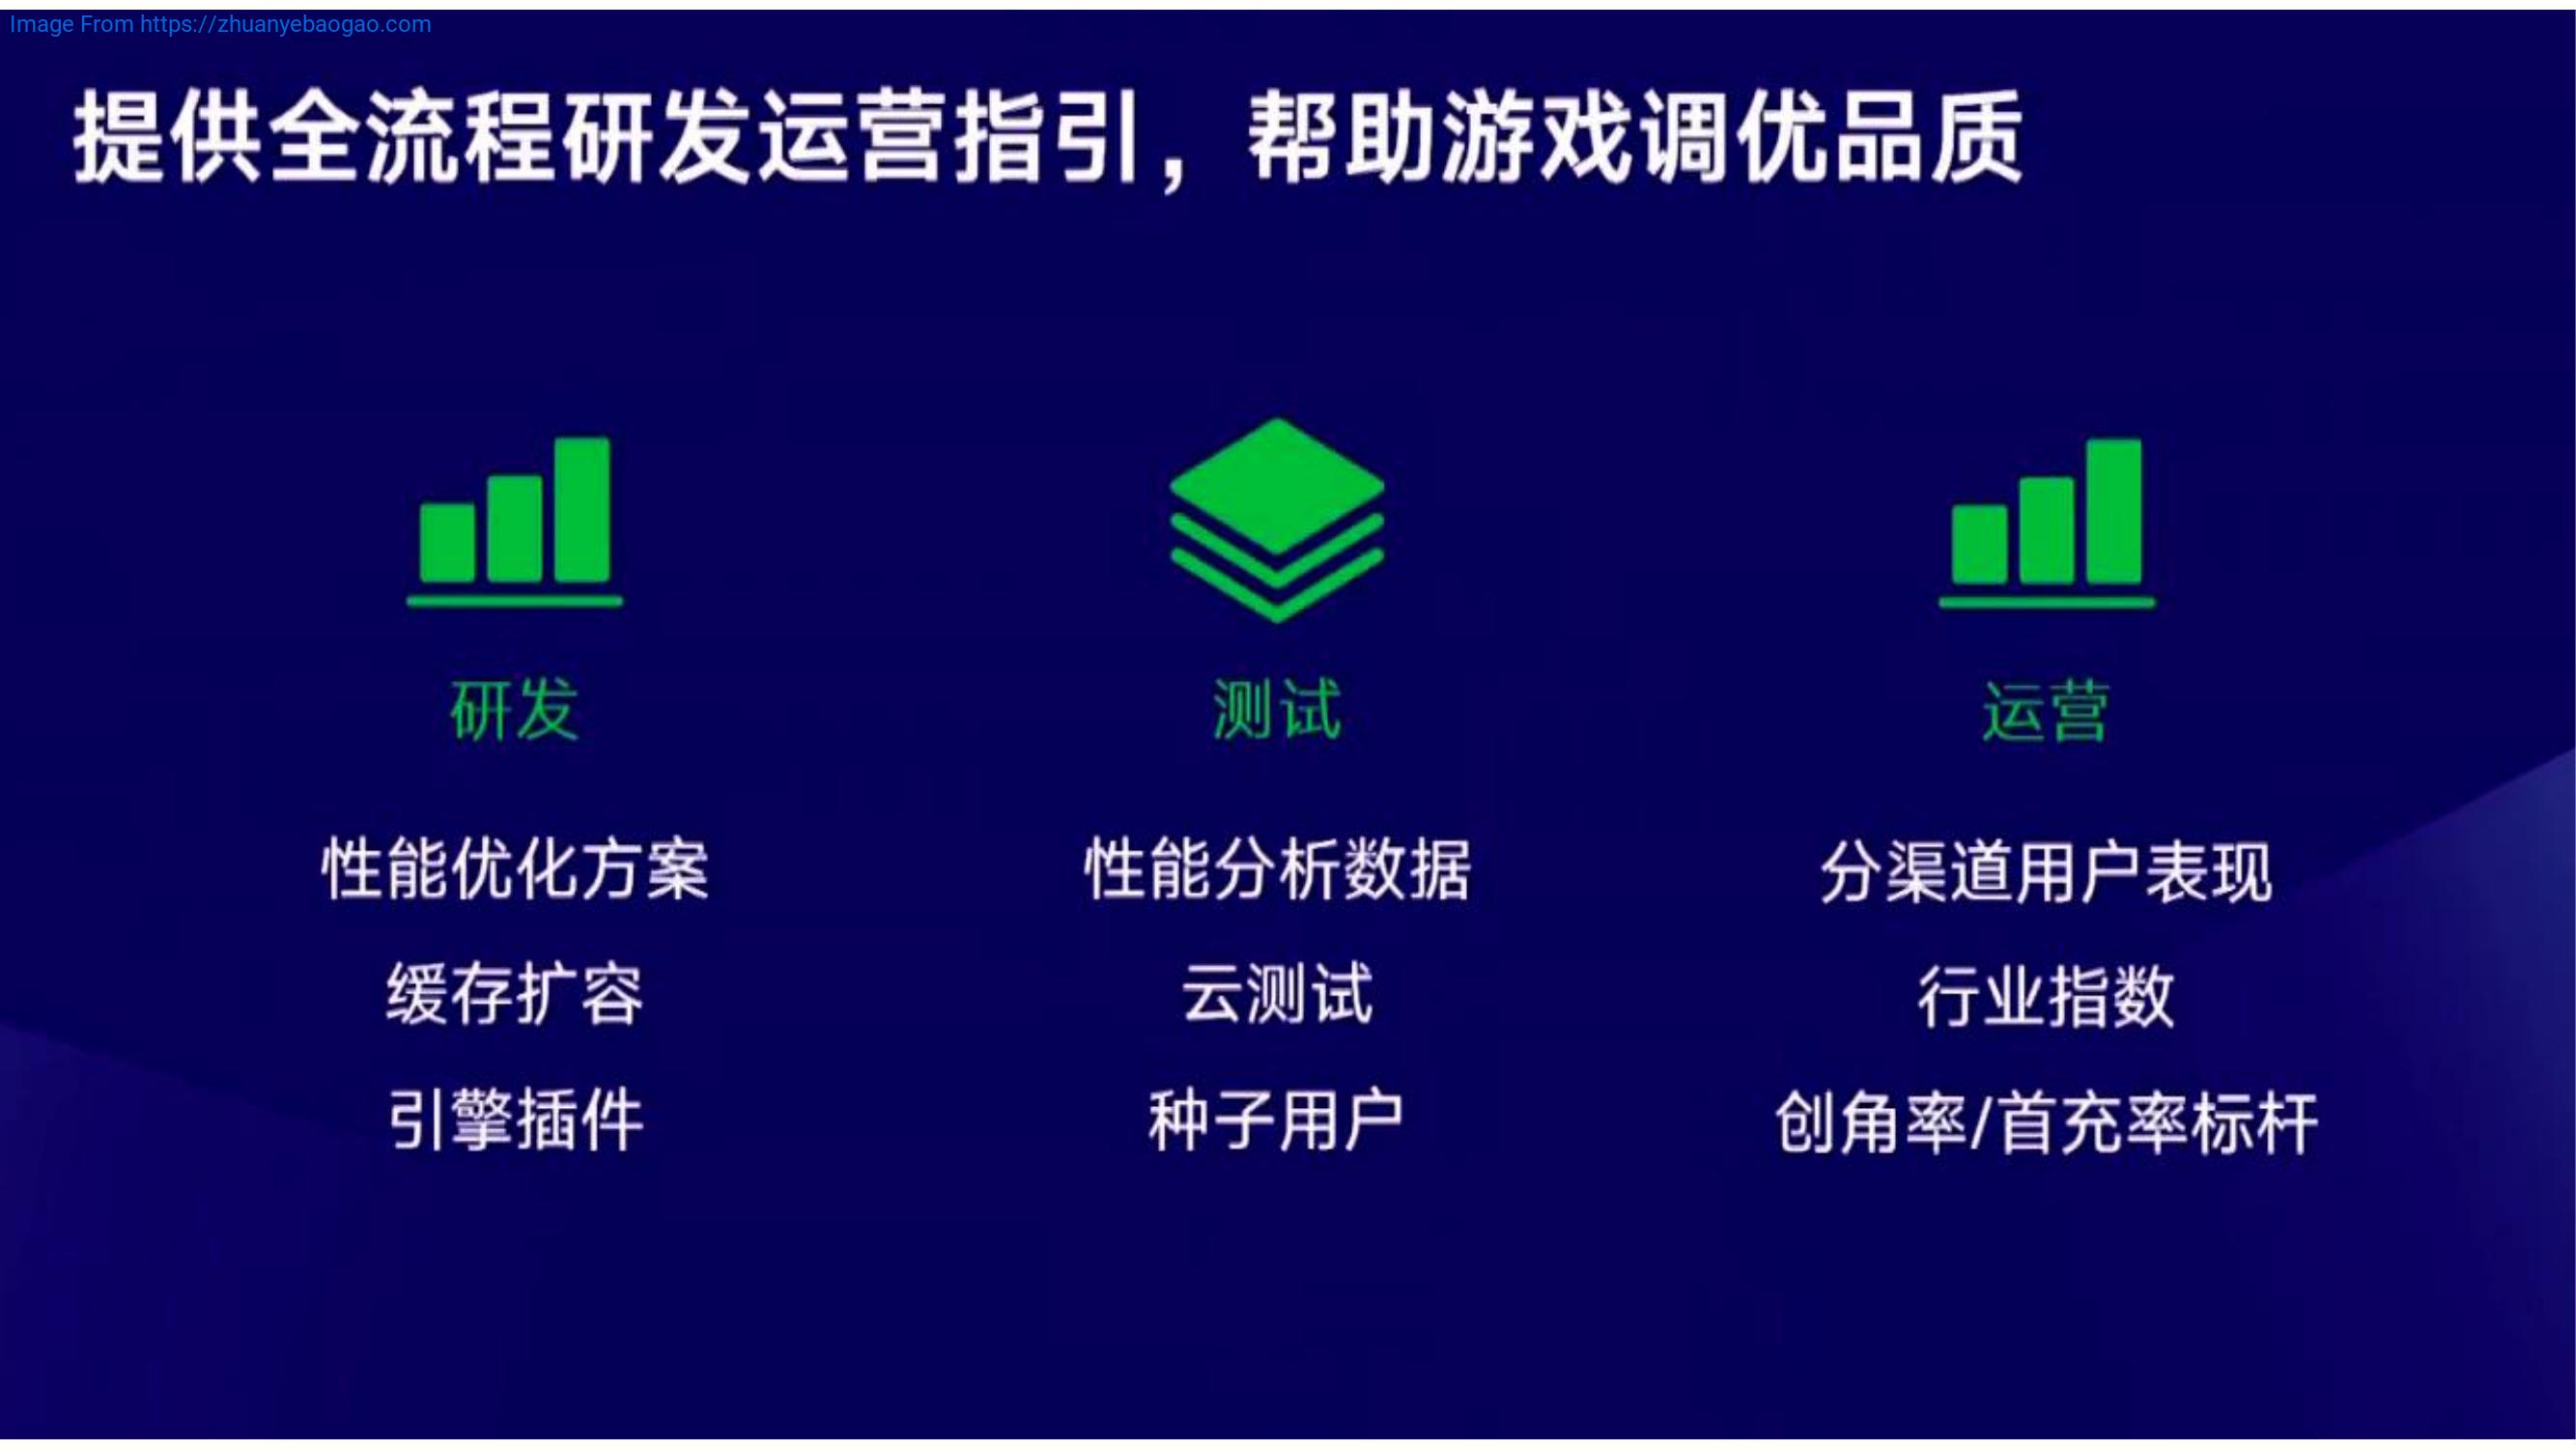 Image From https://zhuanyebaogao.com
提供全流程研发运营指引，帮助游戏调优品质
研发
测试
运营
性能优化方案
性能分析数据
分渠道用户表现
缓存扩容
云测试
行业指数
引擎插件
种子用户
创角率/首充率标杆